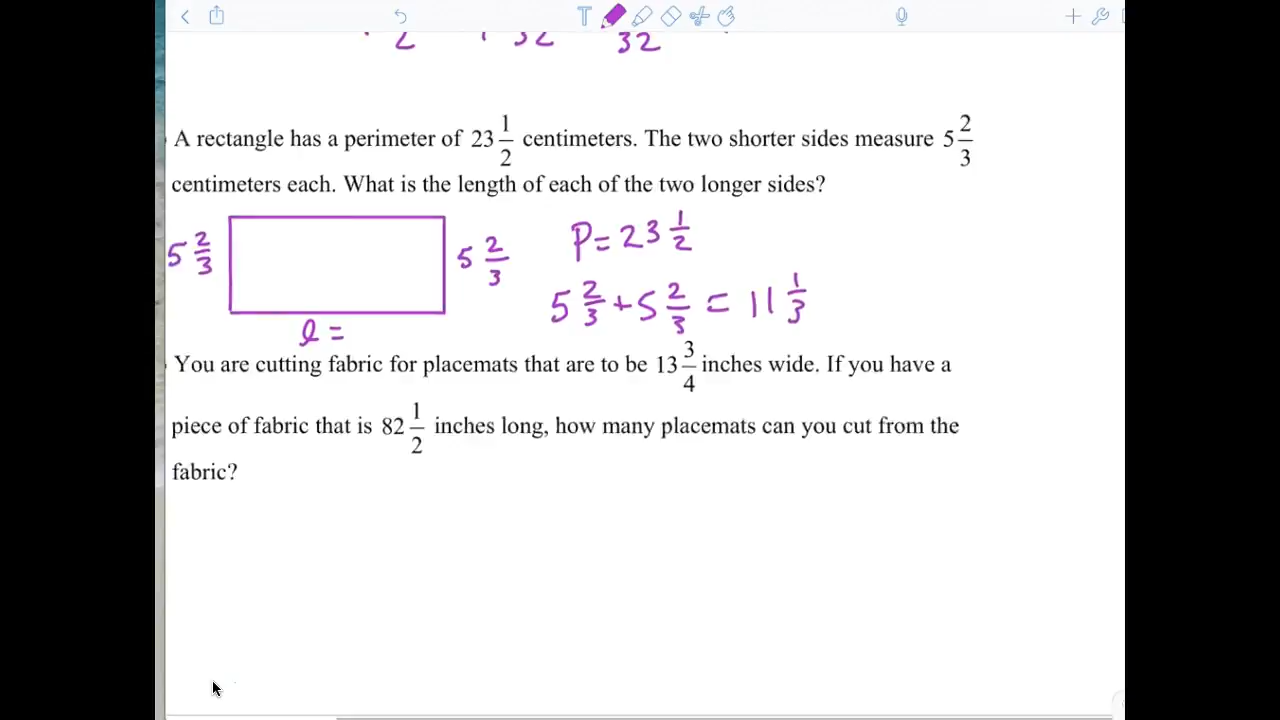 2 32 32
A rectangle has a perimeter of 23 1/2 centimeters. The two shorter sides measure 5 2/3
centimeters each. What is the length of each of the two longer sides?
5 2/3 5 2/3 P = 23 1/2
5 2/3 + 5 2/3 = 11 1/3
l =
You are cutting fabric for placemats that are to be 13 3/4 inches wide. If you have a
piece of fabric that is 82 1/2 inches long, how many placemats can you cut from the
fabric?